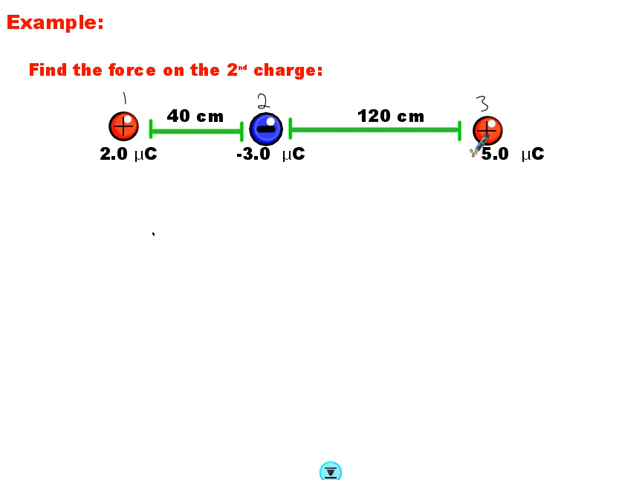 Example:
Find the force on the 2nd charge:
1 2 3
40 cm 120 cm
2.0 μC -3.0 μC 5.0 μC